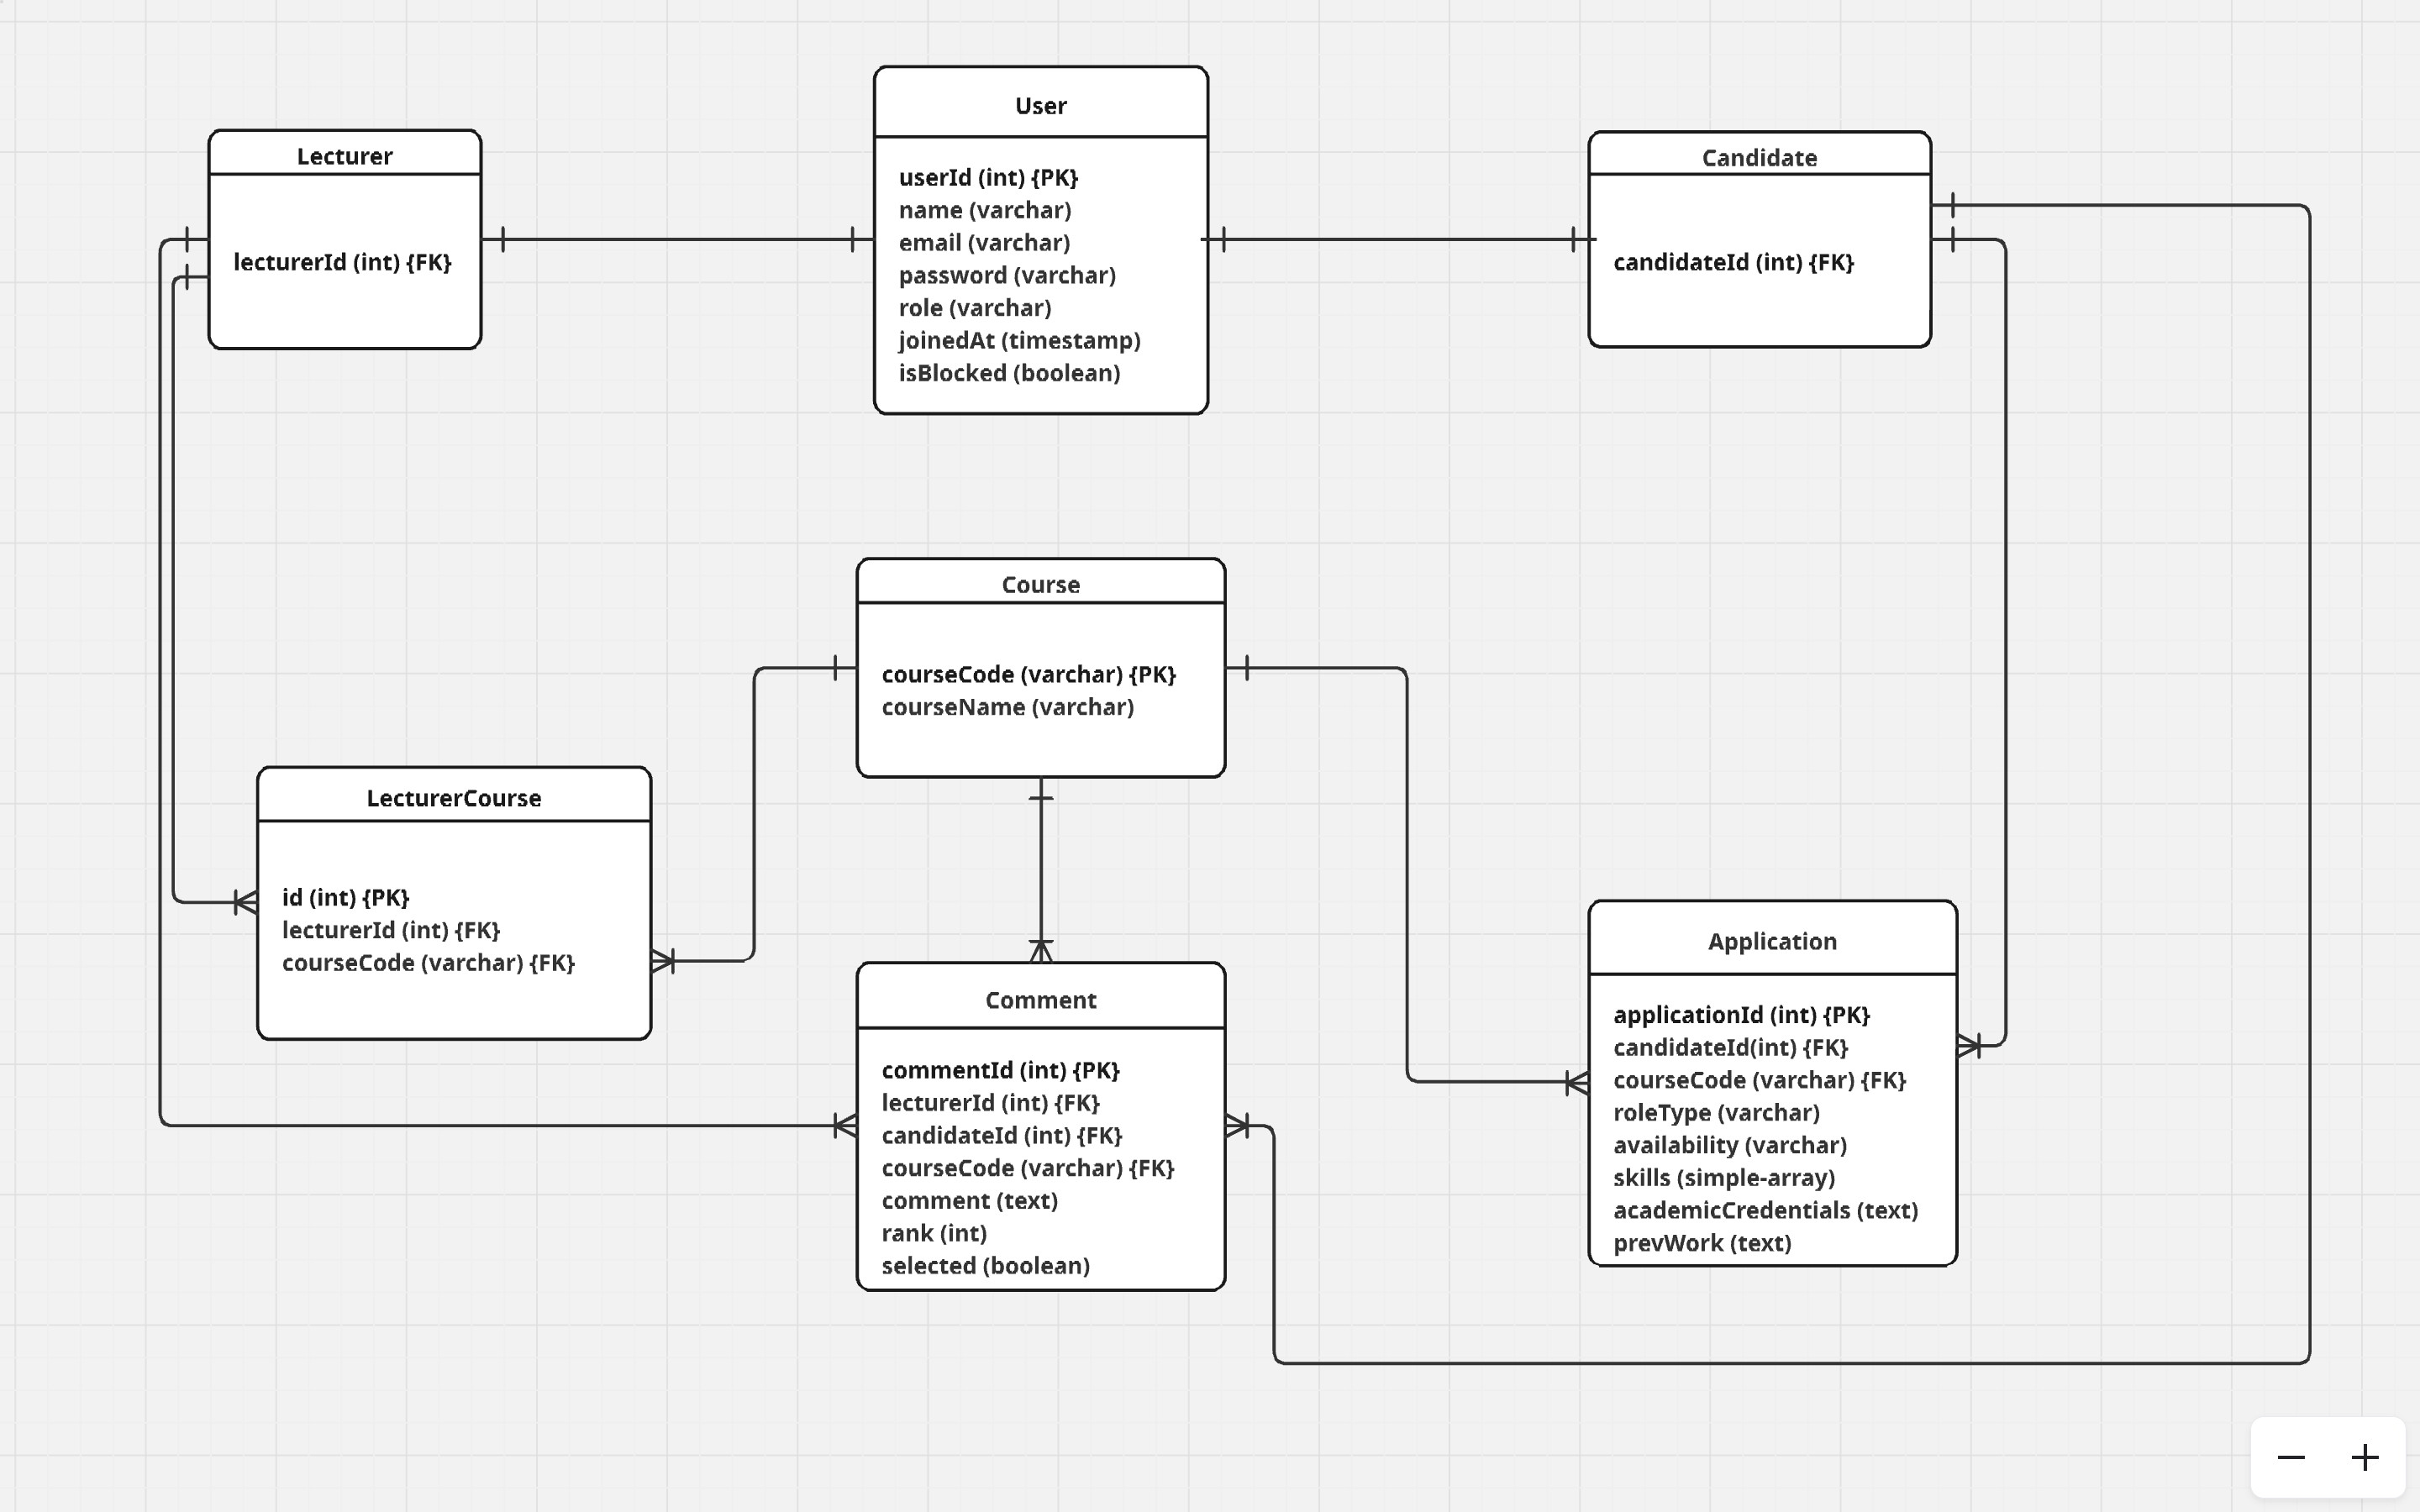 User
userId (int) {PK}
name (varchar)
email (varchar)
password (varchar)
role (varchar)
joinedAt (timestamp)
isBlocked (boolean)
Lecturer
lecturerId (int) {FK}
Candidate
candidateId (int) {FK}
Course
courseCode (varchar) {PK}
courseName (varchar)
LecturerCourse
id (int) {PK}
lecturerId (int) {FK}
courseCode (varchar) {FK}
Comment
commentId (int) {PK}
lecturerId (int) {FK}
candidateId (int) {FK}
courseCode (varchar) {FK}
comment (text)
rank (int)
selected (boolean)
Application
applicationId (int) {PK}
candidateId(int) {FK}
courseCode (varchar) {FK}
roleType (varchar)
availability (varchar)
skills (simple-array)
academicCredentials (text)
prevWork (text)